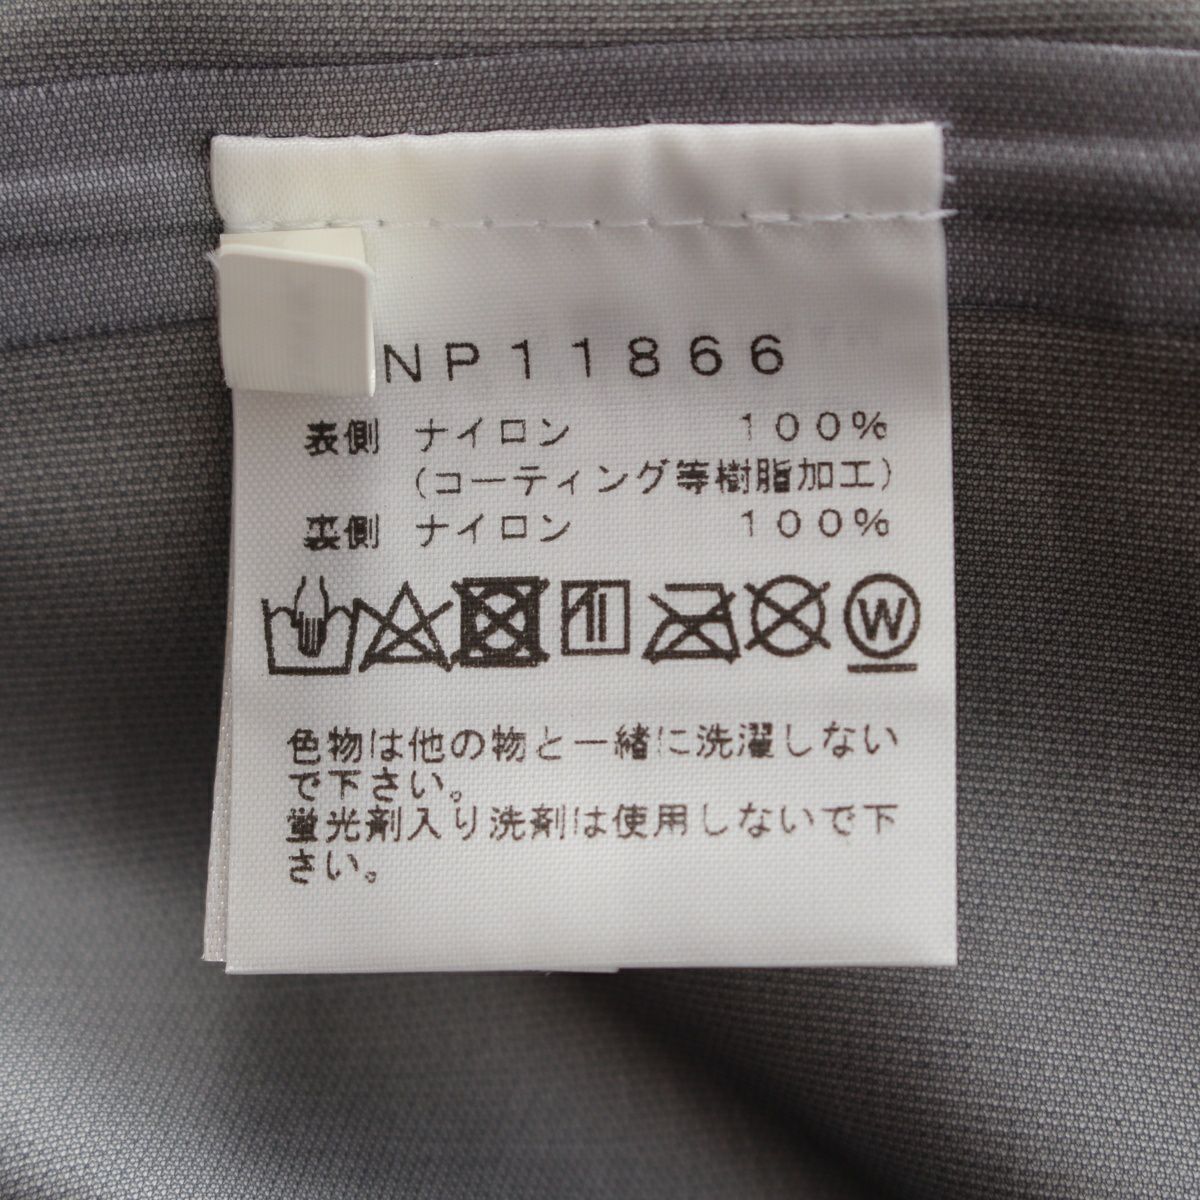 NP11866
表側 ナイロン 100%
(コーティング等樹脂加工)
裏側 ナイロン 100%
W
色物は他の物と一緒に洗濯しない
で下さい。
蛍光剤入り洗剤は使用しないで下
さい。